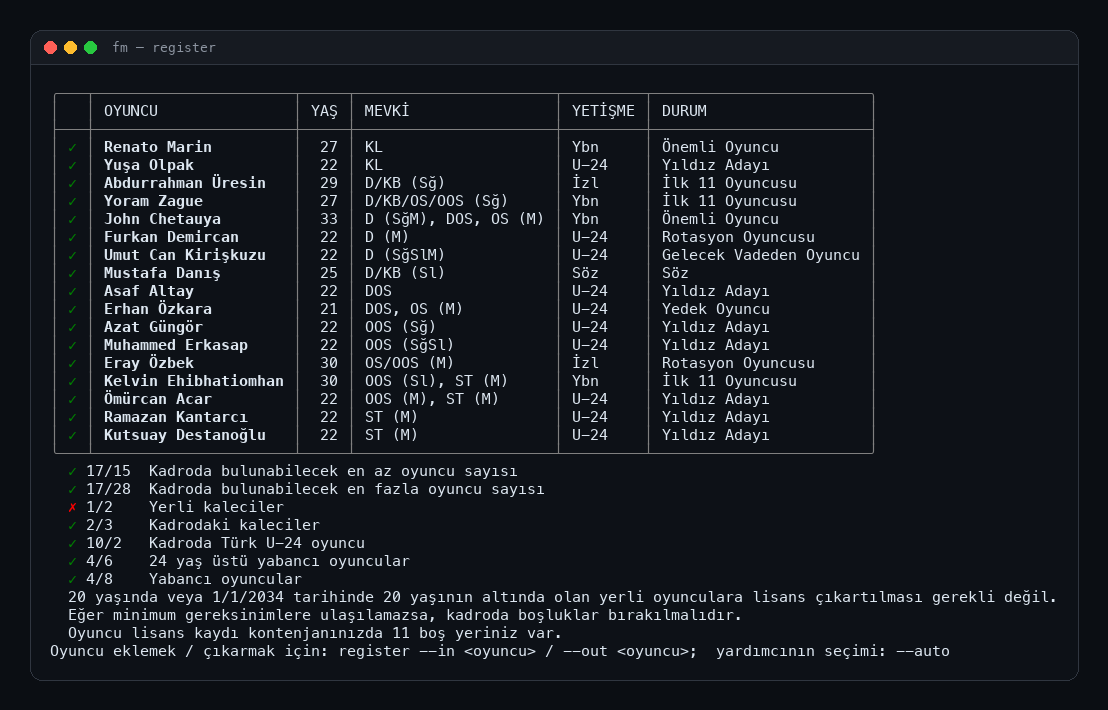 fm — register
OYUNCU YAŞ MEVKİ YETİŞME DURUM
✓ Renato Marin 27 KL Ybn Önemli Oyuncu
✓ Yuşa Olpak 22 KL U−24 Yıldız Adayı
✓ Abdurrahman Üresin 29 D/KB (Sğ) İzl İlk 11 Oyuncusu
✓ Yoram Zague 27 D/KB/OS/OOS (Sğ) Ybn İlk 11 Oyuncusu
✓ John Chetauya 33 D (SğM), DOS, OS (M) Ybn Önemli Oyuncu
✓ Furkan Demircan 22 D (M) U−24 Rotasyon Oyuncusu
✓ Umut Can Kirişkuzu 22 D (SğSlM) U−24 Gelecek Vadeden Oyuncu
✓ Mustafa Danış 25 D/KB (Sl) Söz Söz
✓ Asaf Altay 22 DOS U−24 Yıldız Adayı
✓ Erhan Özkara 21 DOS, OS (M) U−24 Yedek Oyuncu
✓ Azat Güngör 22 OOS (Sğ) U−24 Yıldız Adayı
✓ Muhammed Erkasap 22 OOS (SğSl) U−24 Yıldız Adayı
✓ Eray Özbek 30 OS/OOS (M) İzl Rotasyon Oyuncusu
✓ Kelvin Ehibhatiomhan 30 OOS (Sl), ST (M) Ybn İlk 11 Oyuncusu
✓ Ömürcan Acar 22 OOS (M), ST (M) U−24 Yıldız Adayı
✓ Ramazan Kantarcı 22 ST (M) U−24 Yıldız Adayı
✓ Kutsuay Destanoğlu 22 ST (M) U−24 Yıldız Adayı
✓ 17/15 Kadroda bulunabilecek en az oyuncu sayısı
✓ 17/28 Kadroda bulunabilecek en fazla oyuncu sayısı
✗ 1/2 Yerli kaleciler
✓ 2/3 Kadrodaki kaleciler
✓ 10/2 Kadroda Türk U−24 oyuncu
✓ 4/6 24 yaş üstü yabancı oyuncular
✓ 4/8 Yabancı oyuncular
20 yaşında veya 1/1/2034 tarihinde 20 yaşının altında olan yerli oyunculara lisans çıkartılması gerekli değil.
Eğer minimum gereksinimlere ulaşılamazsa, kadroda boşluklar bırakılmalıdır.
Oyuncu lisans kaydı kontenjanınızda 11 boş yeriniz var.
Oyuncu eklemek / çıkarmak için: register −−in <oyuncu> / −−out <oyuncu>; yardımcının seçimi: −−auto